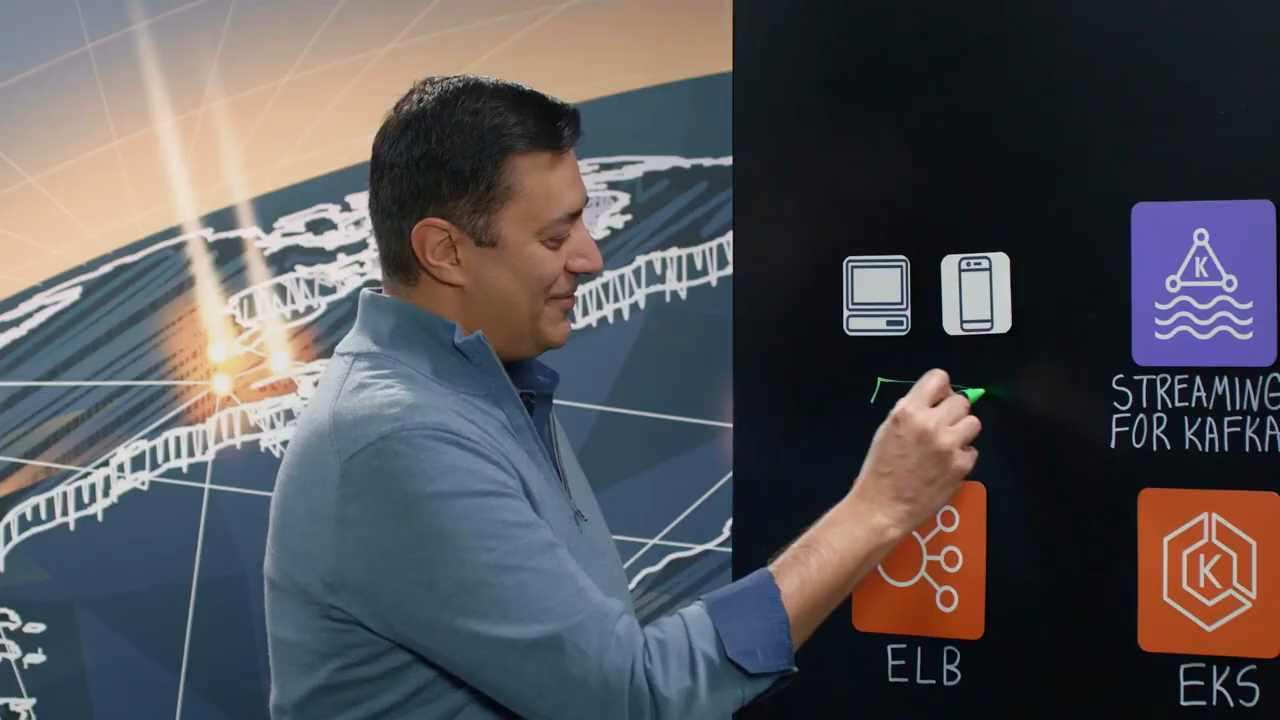 K
STREAMING
FOR KAFKA
K
ELB
EKS